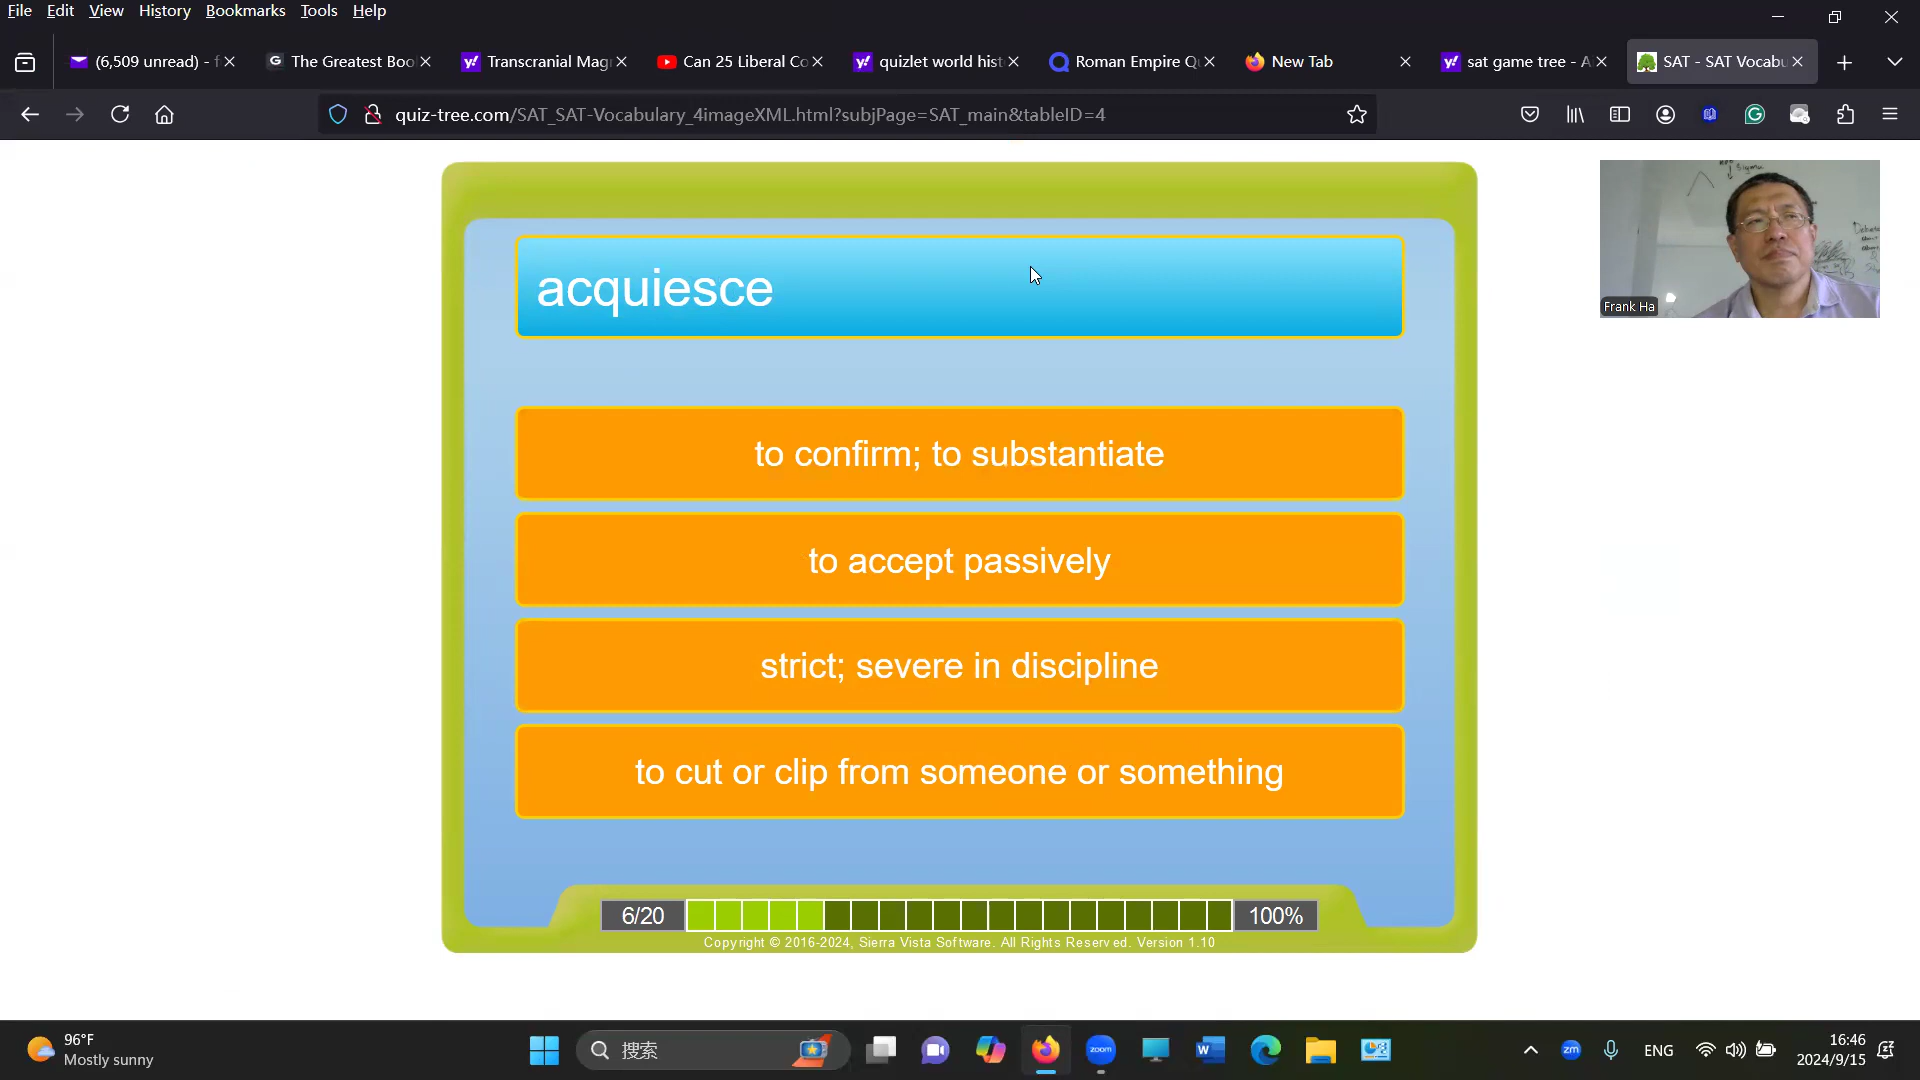 File Edit View History Bookmarks Tools Help
(6,509 unread) - f
The Greatest Boo
Transcranial Mag
Can 25 Liberal Co
quizlet world hist
Roman Empire Q
New Tab
sat game tree - A
SAT - SAT Vocabu
quiz-tree.com/SAT_SAT-Vocabulary_4imageXML.html?subjPage=SAT_main&tableID=4
acquiesce
to confirm; to substantiate
to accept passively
strict; severe in discipline
to cut or clip from someone or something
6/20
100%
Copyright © 2016-2024, Sierra Vista Software. All Rights Reserved. Version 1.10
Frank Ha
96°F
Mostly sunny
搜索
zoom
zm
ENG
16:46
2024/9/15